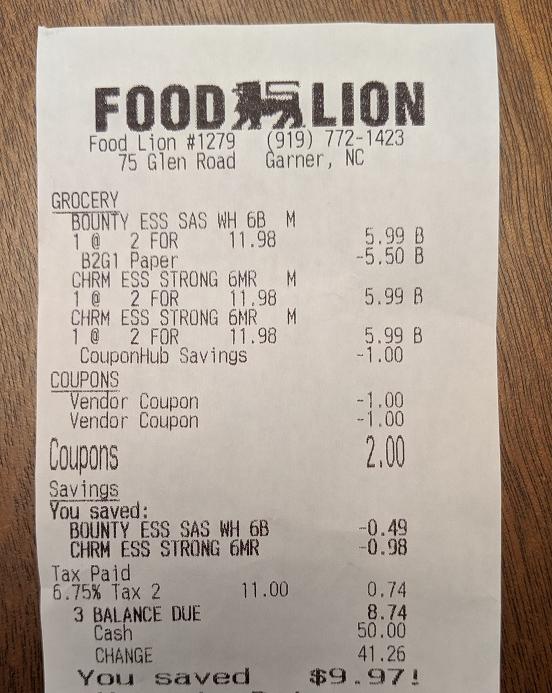 FOOD LION
Food Lion #1279 (919) 772-1423
75 Glen Road Garner, NC
GROCERY
BOUNTY ESS SAS WH 6B M
1 @ 2 FOR 11.98 5.99 B
B2G1 Paper -5.50 B
CHRM ESS STRONG 6MR M
1 @ 2 FOR 11.98 5.99 B
CHRM ESS STRONG 6MR M
1 @ 2 FOR 11.98 5.99 B
CouponHub Savings -1.00
COUPONS
Vendor Coupon -1.00
Vendor Coupon -1.00
Coupons 2.00
Savings
You saved:
BOUNTY ESS SAS WH 6B -0.49
CHRM ESS STRONG 6MR -0.98
Tax Paid
6.75% Tax 2 11.00 0.74
3 BALANCE DUE 8.74
Cash 50.00
CHANGE 41.26
You saved $9.97!